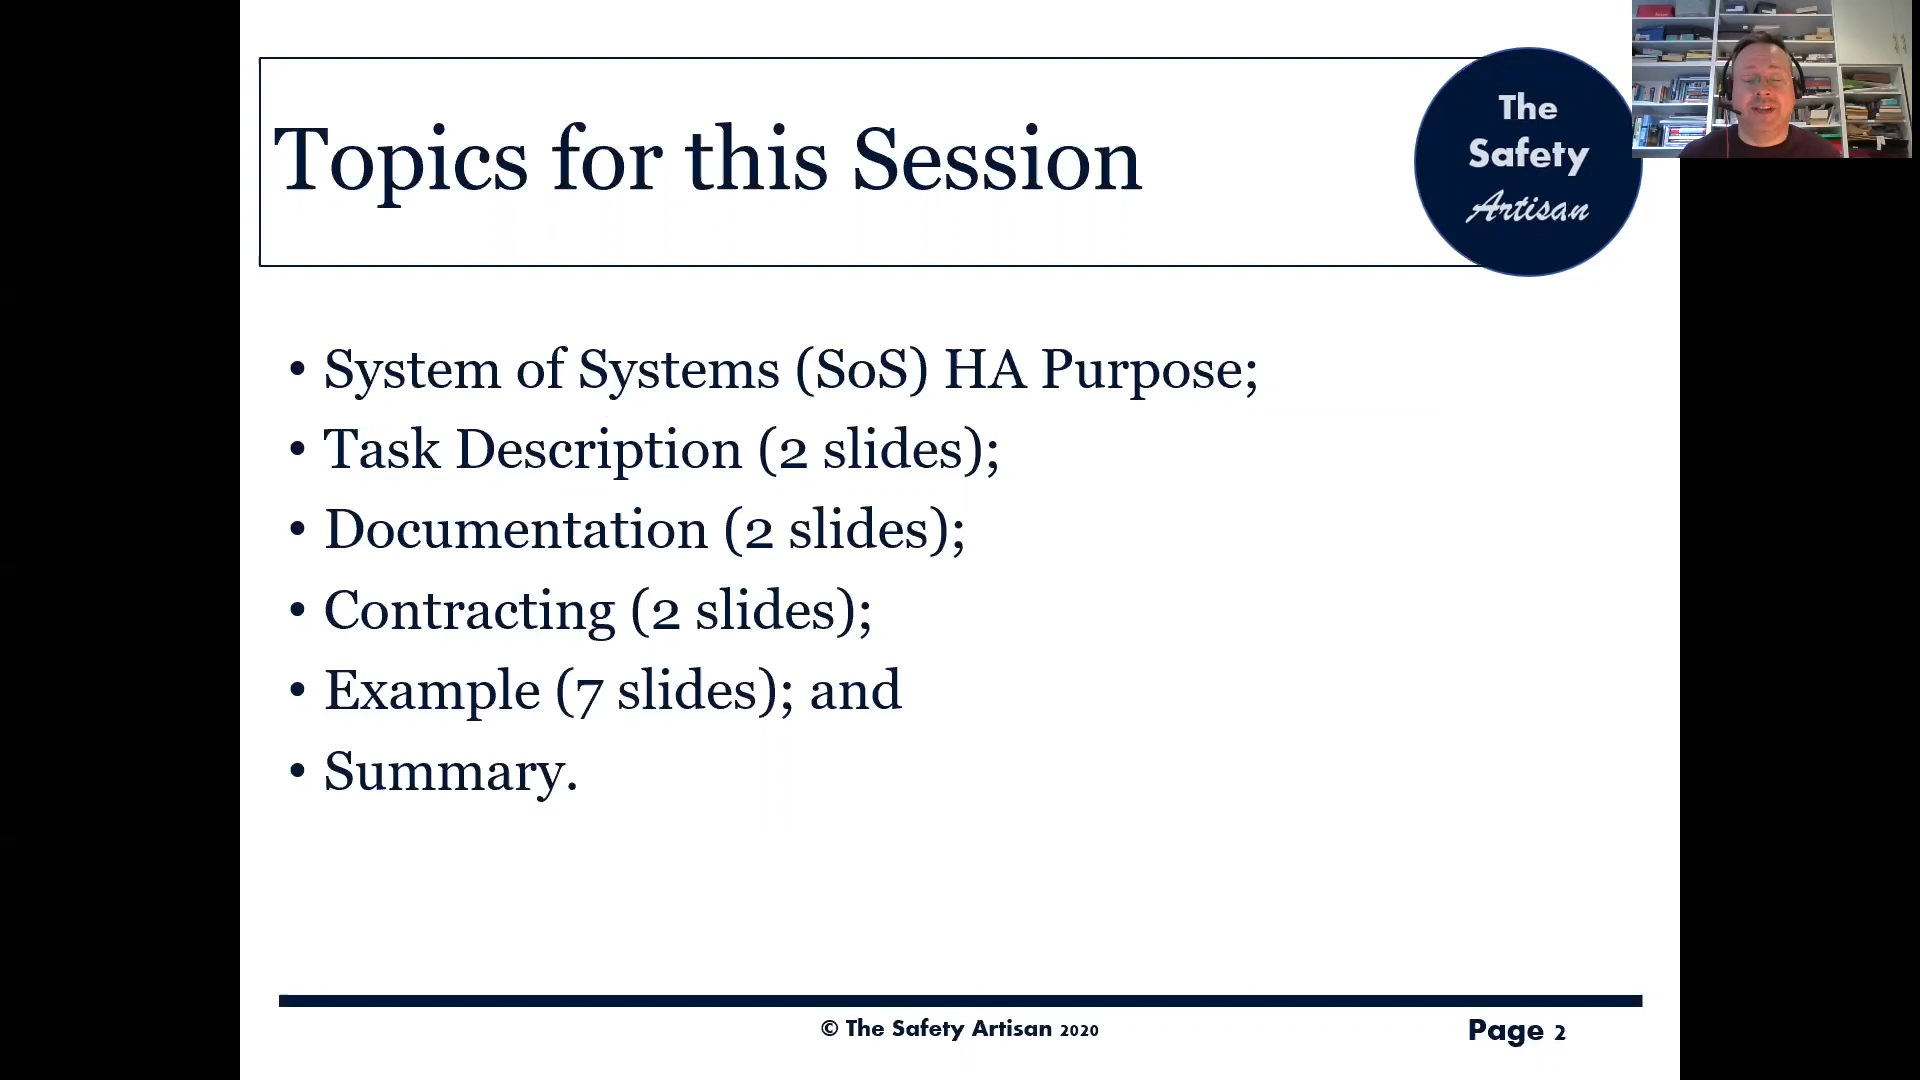 Topics for this Session
The
Safety
Artisan
• System of Systems (SoS) HA Purpose;
• Task Description (2 slides);
• Documentation (2 slides);
• Contracting (2 slides);
• Example (7 slides); and
• Summary.
© The Safety Artisan 2020
Page 2